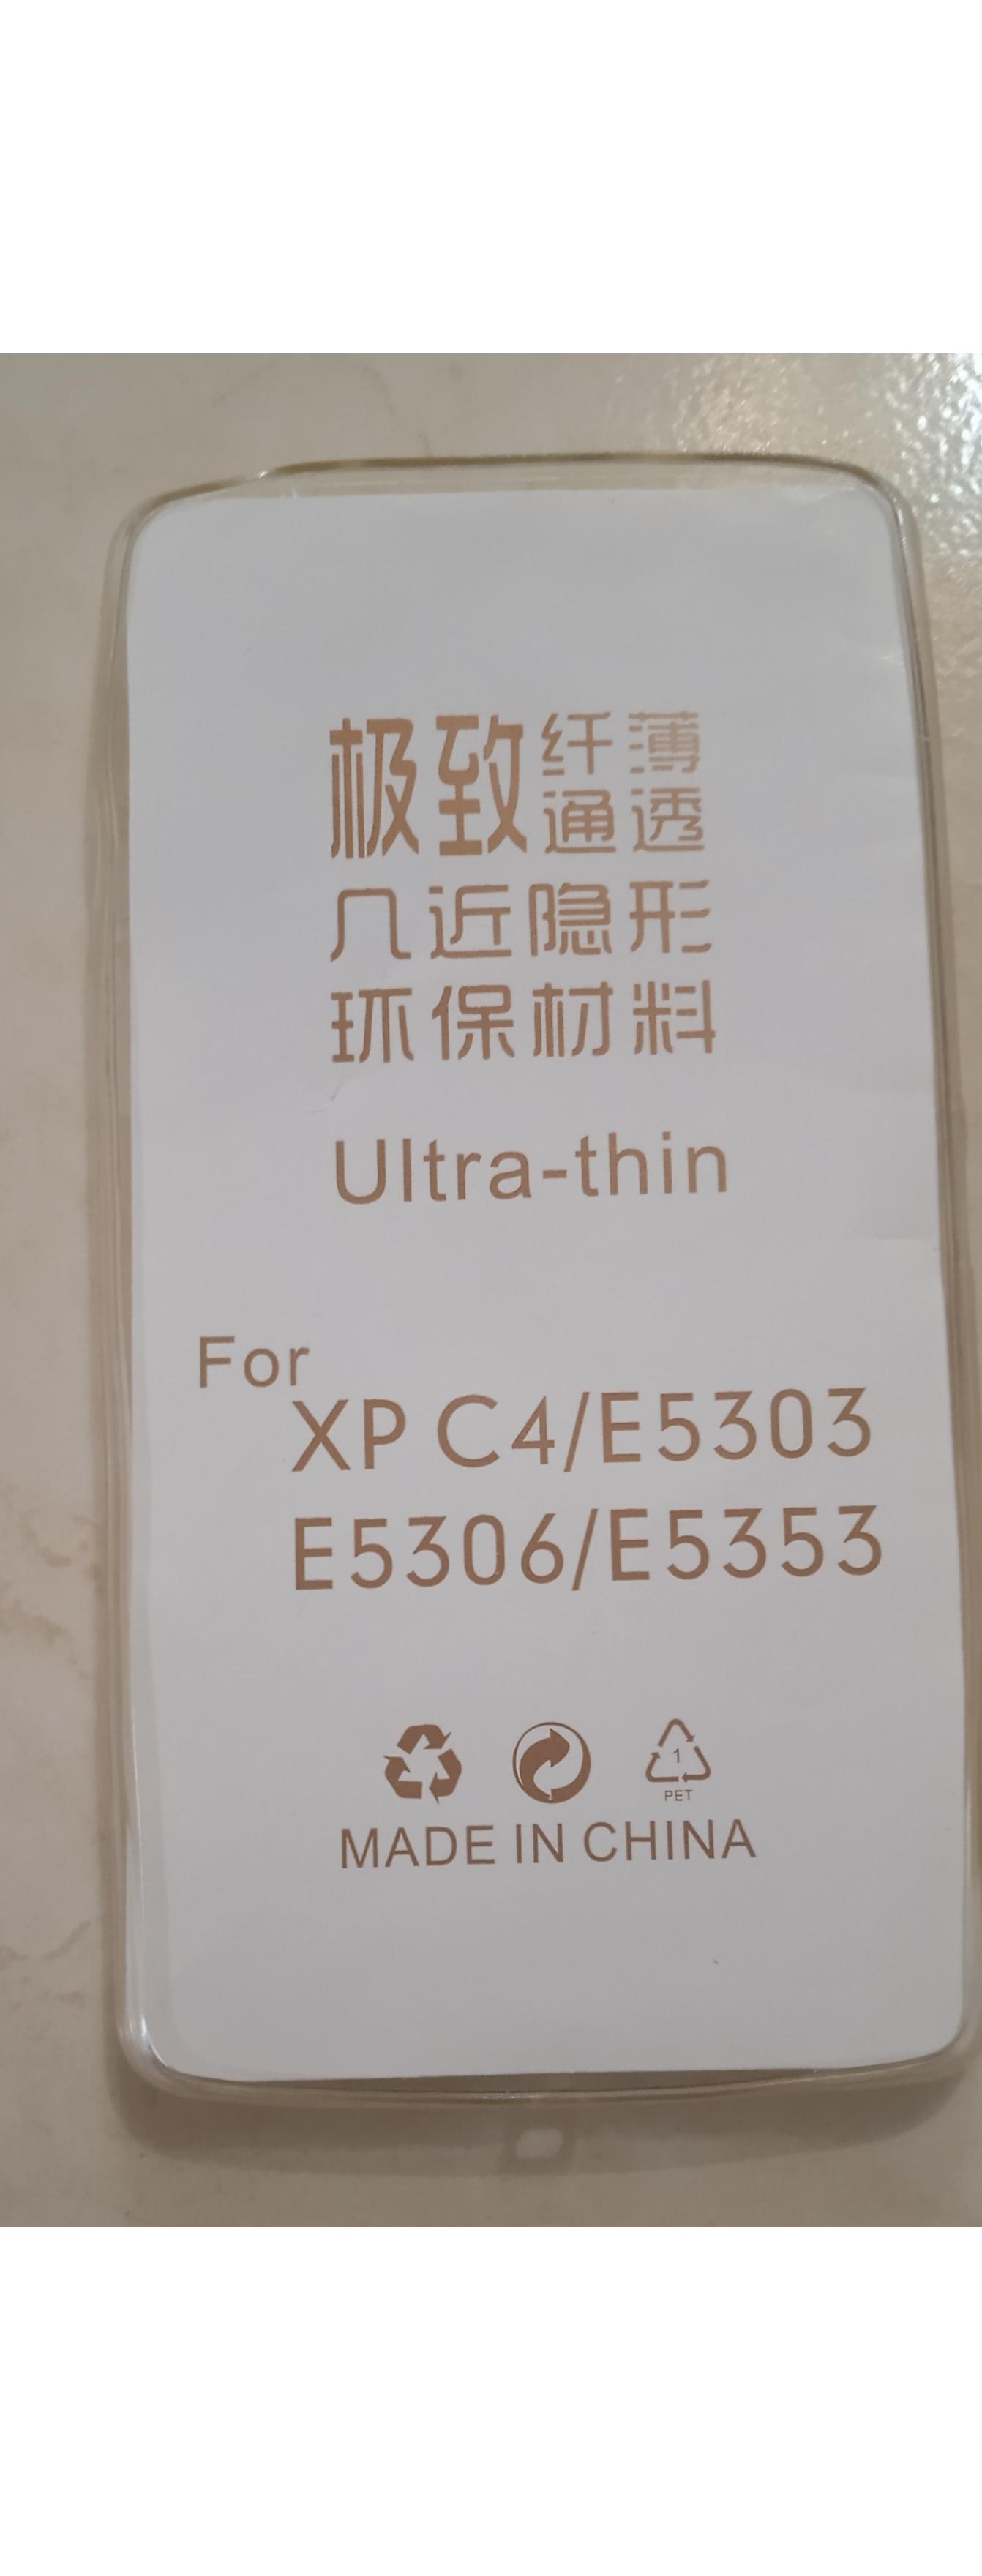 极致纤薄
通透
几近隐形
环保材料
Ultra-thin
For
XP C4/E5303
E5306/E5353
1
PET
MADE IN CHINA